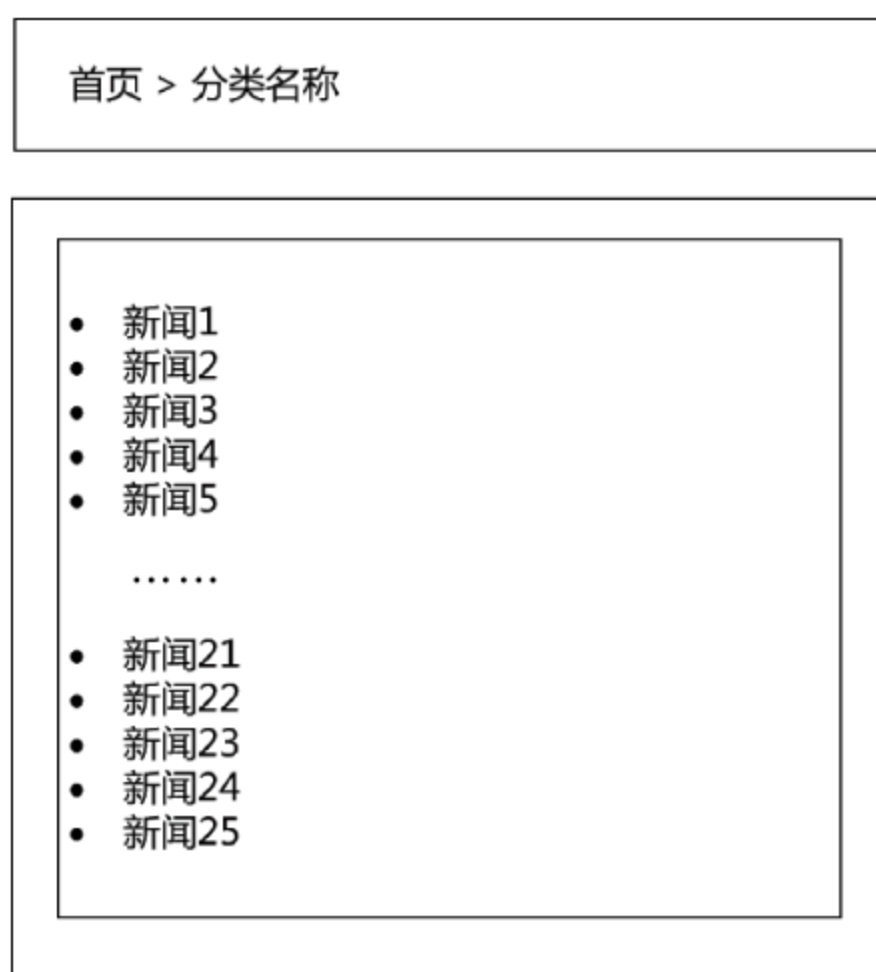 首页 > 分类名称
• 新闻1
• 新闻2
• 新闻3
• 新闻4
• 新闻5
……
• 新闻21
• 新闻22
• 新闻23
• 新闻24
• 新闻25